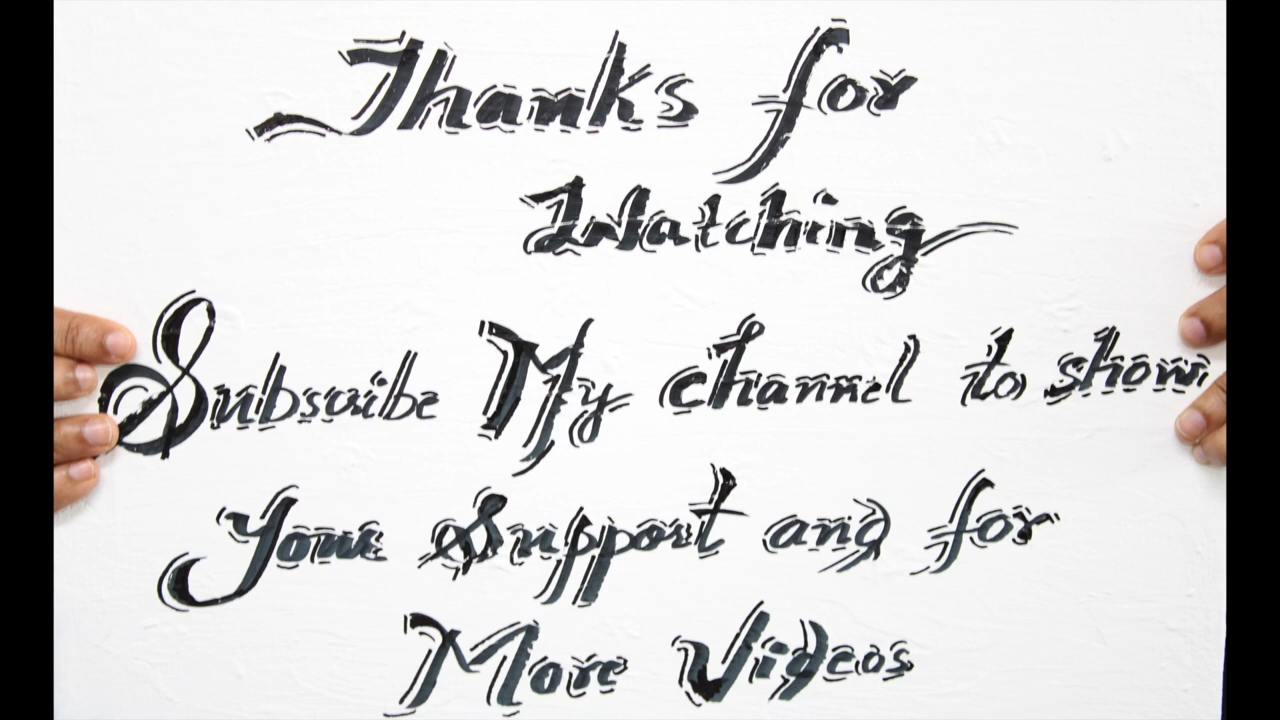 Thanks for
Watching
Subscribe My channel to show
Your Support and for
More Videos